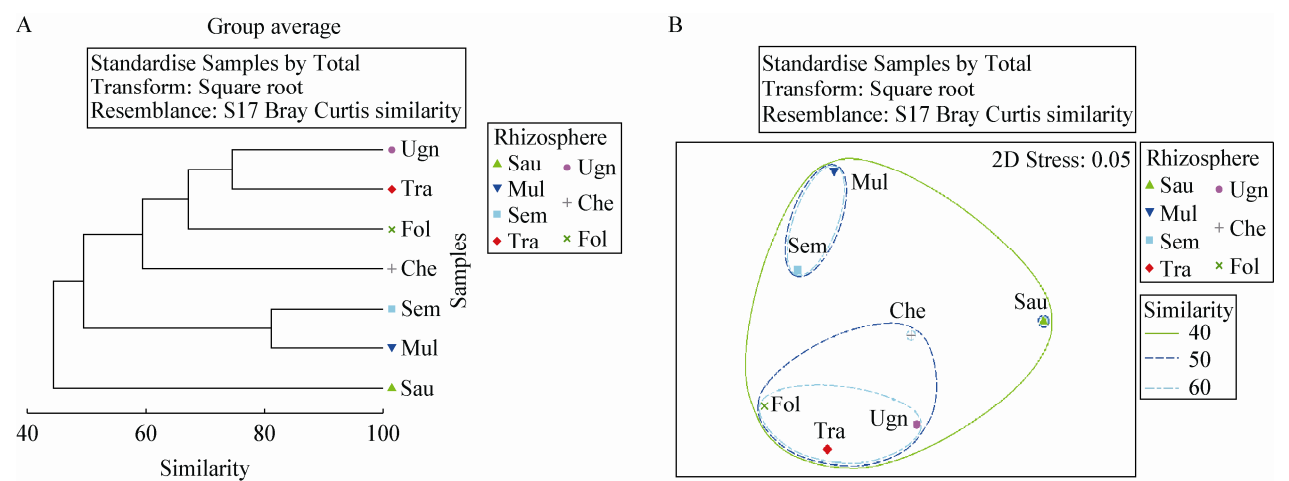 A
Group average
Standardise Samples by Total
Transform: Square root
Resemblance: S17 Bray Curtis similarity
Ugn
Tra
Fol
Che
Sem
Mul
Sau
Samples
40 60 80 100
Similarity
Rhizosphere
Sau Ugn
Mul
Che
Sem
Tra Fol
B
Standardise Samples by Total
Transform: Square root
Resemblance: S17 Bray Curtis similarity
2D Stress: 0.05
Mul
Sem
Sau
Che
Fol
Ugn
Tra
Rhizosphere
Sau Ugn
Mul
Che
Sem
Tra Fol
Similarity
40
50
60